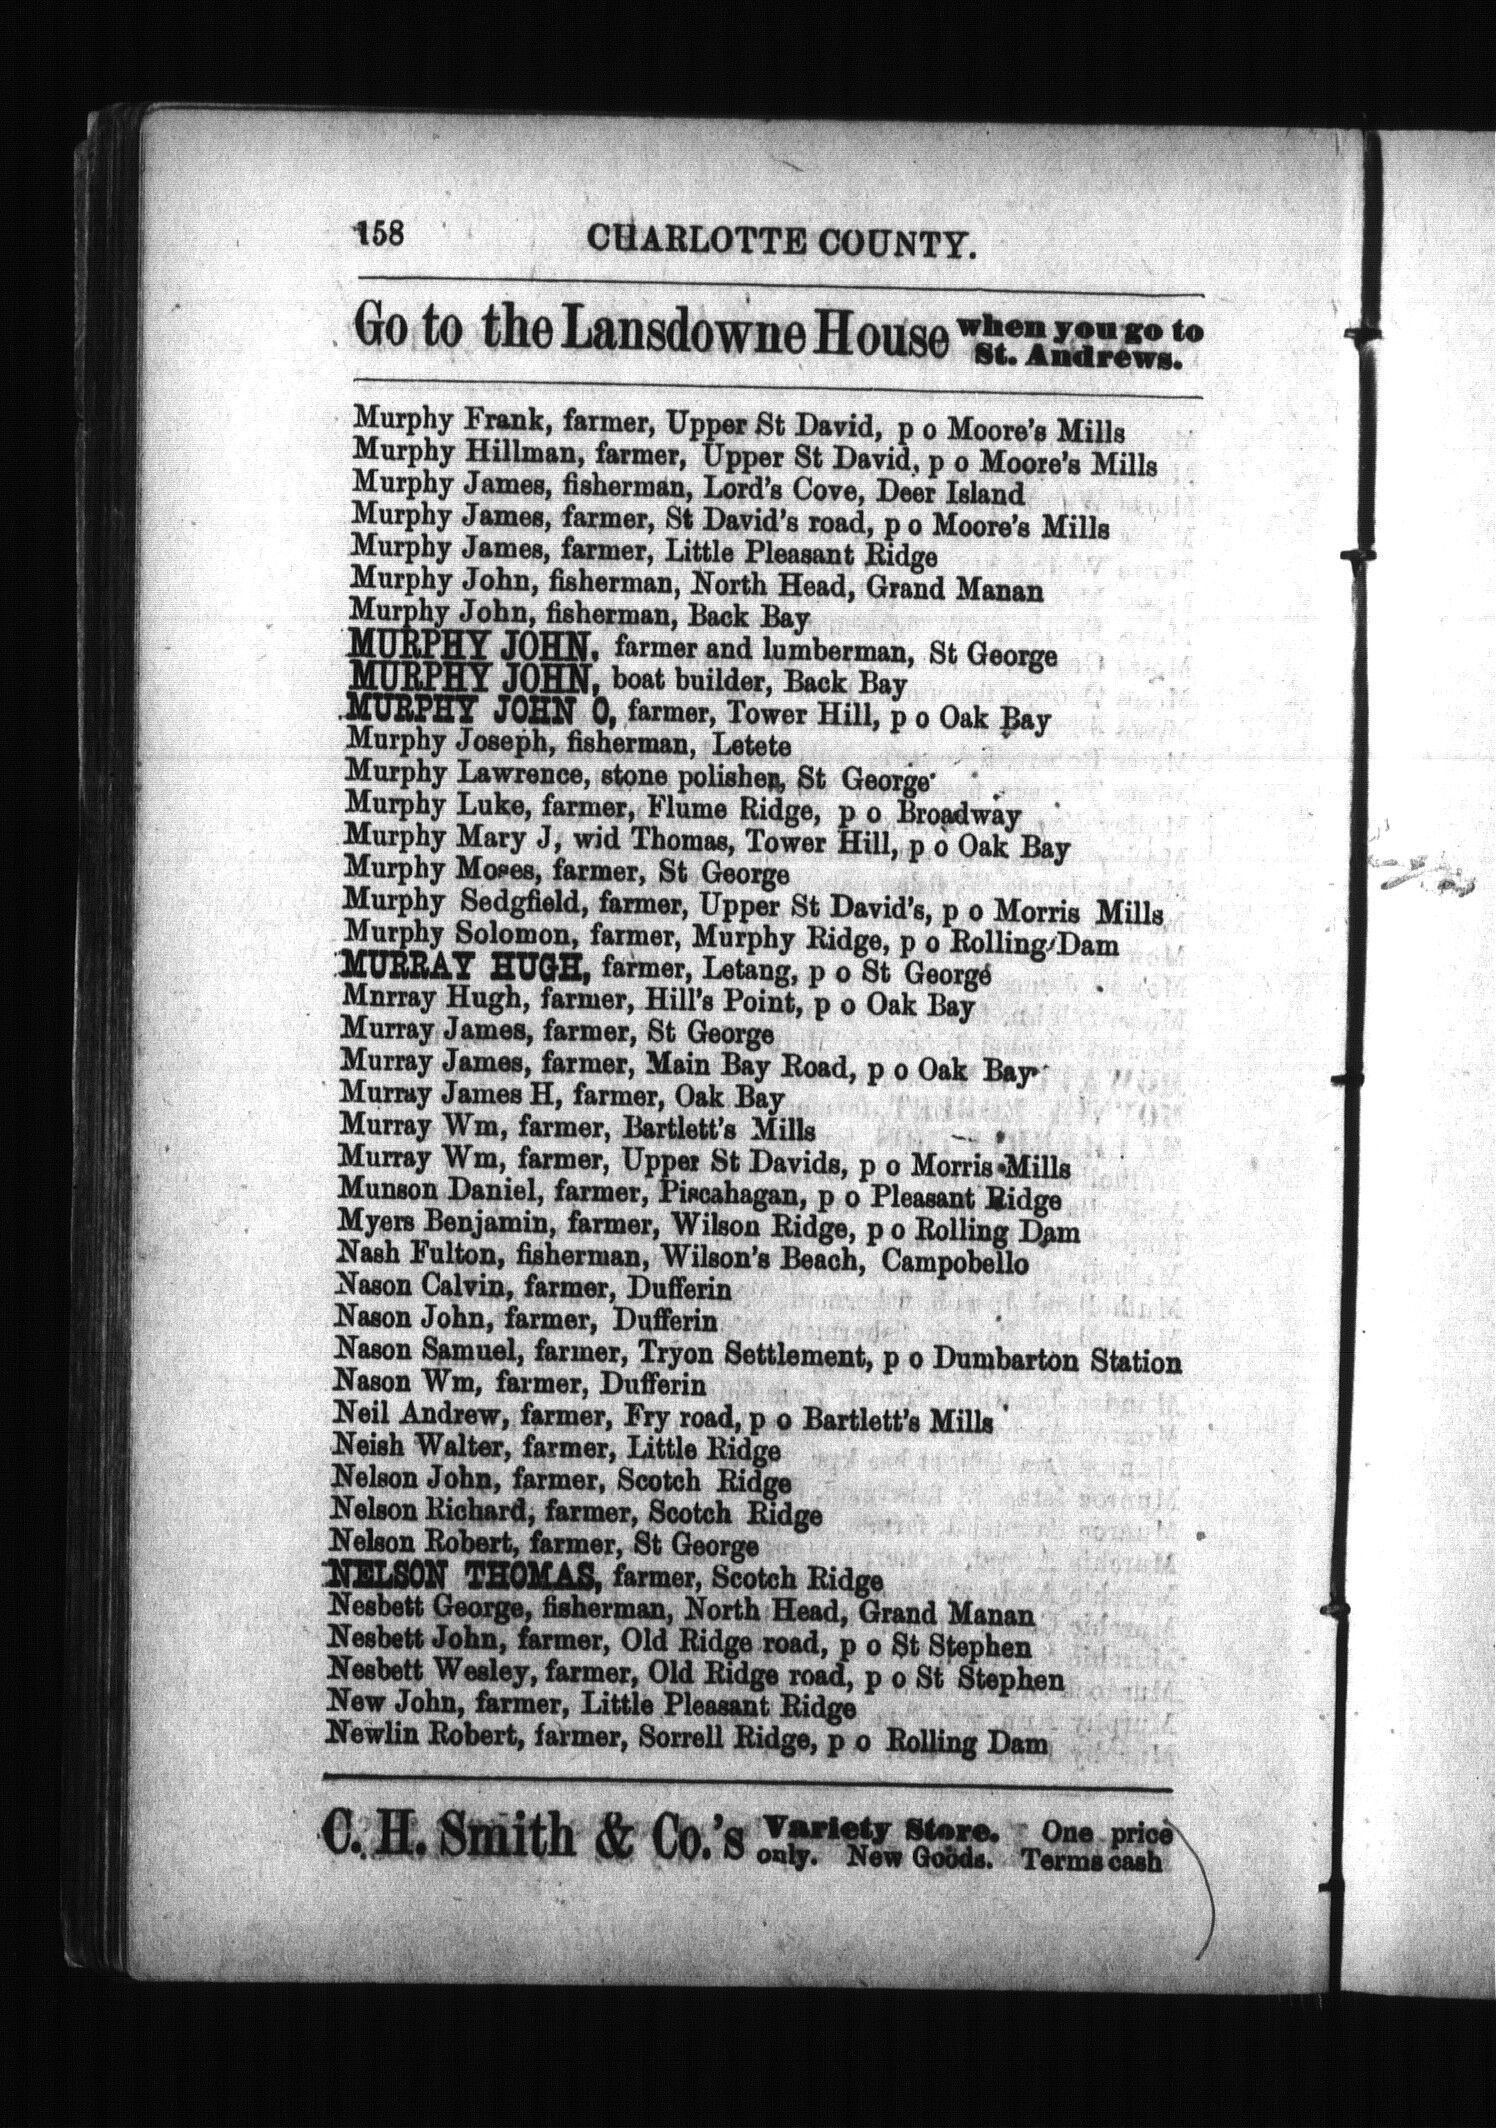 158 CHARLOTTE COUNTY.
Go to the Lansdowne House when you go to
St. Andrews.
Murphy Frank, farmer, Upper St David, p o Moore's Mills
Murphy Hillman, farmer, Upper St David, p o Moore's Mills
Murphy James, fisherman, Lord's Cove, Deer Island
Murphy James, farmer, St David's road, p o Moore's Mills
Murphy James, farmer, Little Pleasant Ridge
Murphy John, fisherman, North Head, Grand Manan
Murphy John, fisherman, Back Bay
MURPHY JOHN, farmer and lumberman, St George
MURPHY JOHN, boat builder, Back Bay
MURPHY JOHN O, farmer, Tower Hill, p o Oak Bay
Murphy Joseph, fisherman, Letete
Murphy Lawrence, stone polisher, St George
Murphy Luke, farmer, Flume Ridge, p o Broadway
Murphy Mary J, wid Thomas, Tower Hill, p o Oak Bay
Murphy Moses, farmer, St George
Murphy Sedgfield, farmer, Upper St David's, p o Morris Mills
Murphy Solomon, farmer, Murphy Ridge, p o Rolling Dam
MURRAY HUGH, farmer, Letang, p o St George
Mnrray Hugh, farmer, Hill's Point, p o Oak Bay
Murray James, farmer, St George
Murray James, farmer, Main Bay Road, p o Oak Bay
Murray James H, farmer, Oak Bay
Murray Wm, farmer, Bartlett's Mills
Murray Wm, farmer, Upper St Davids, p o Morris Mills
Munson Daniel, farmer, Piscahagan, p o Pleasant Ridge
Myers Benjamin, farmer, Wilson Ridge, p o Rolling Dam
Nash Fulton, fisherman, Wilson's Beach, Campobello
Nason Calvin, farmer, Dufferin
Nason John, farmer, Dufferin
Nason Samuel, farmer, Tryon Settlement, p o Dumbarton Station
Nason Wm, farmer, Dufferin
Neil Andrew, farmer, Fry road, p o Bartlett's Mills
Neish Walter, farmer, Little Ridge
Nelson John, farmer, Scotch Ridge
Nelson Richard, farmer, Scotch Ridge
Nelson Robert, farmer, St George
NELSON THOMAS, farmer, Scotch Ridge
Nesbett George, fisherman, North Head, Grand Manan
Nesbett John, farmer, Old Ridge road, p o St Stephen
Nesbett Wesley, farmer, Old Ridge road, p o St Stephen
New John, farmer, Little Pleasant Ridge
Newlin Robert, farmer, Sorrell Ridge, p o Rolling Dam
C. H. Smith & Co.'s Variety Store. One price
only. New Goods. Terms cash